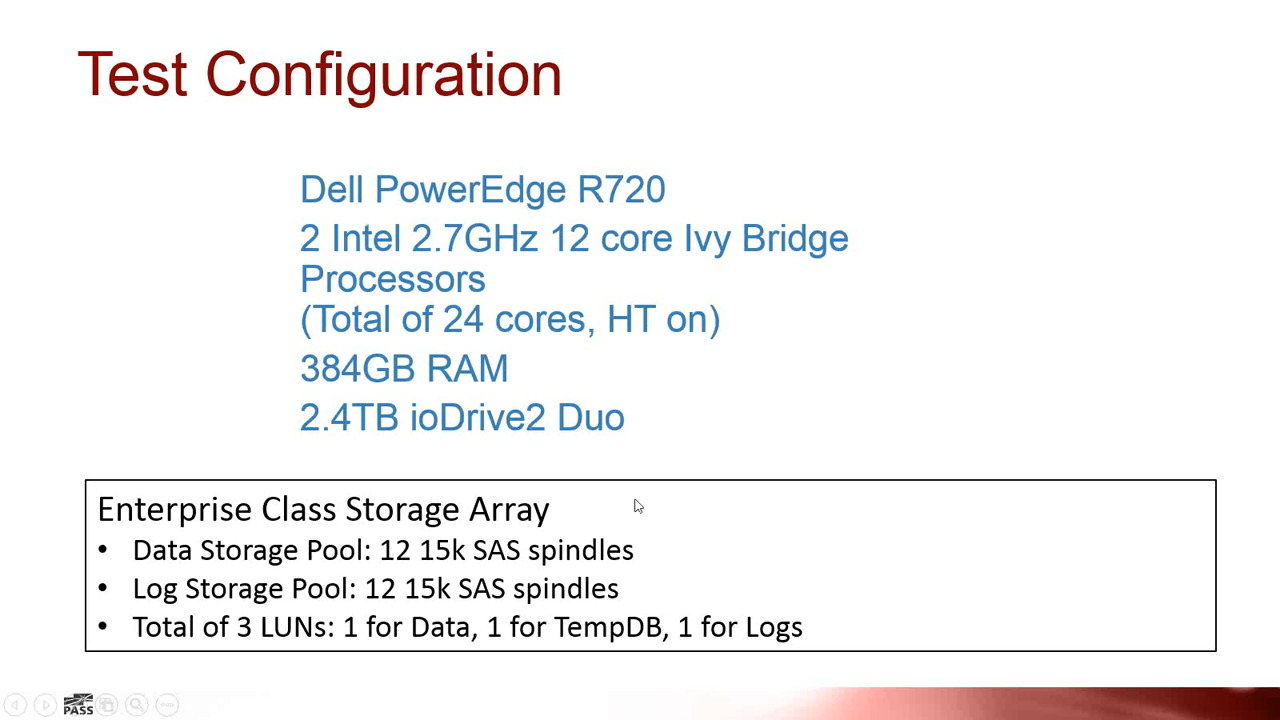 Test Configuration
Dell PowerEdge R720
2 Intel 2.7GHz 12 core Ivy Bridge
Processors
(Total of 24 cores, HT on)
384GB RAM
2.4TB ioDrive2 Duo
Enterprise Class Storage Array
• Data Storage Pool: 12 15k SAS spindles
• Log Storage Pool: 12 15k SAS spindles
• Total of 3 LUNs: 1 for Data, 1 for TempDB, 1 for Logs
PASS